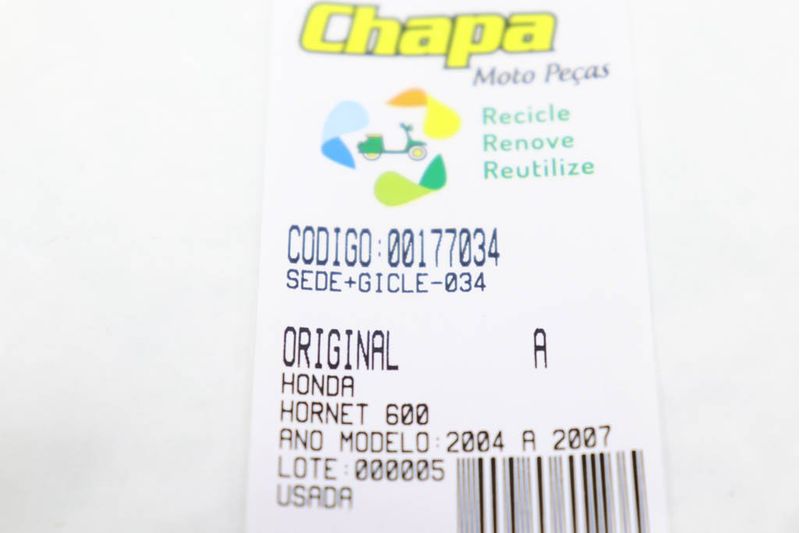 Chapa
Moto Peças
Recicle
Renove
Reutilize
CODIGO:00177034
SEDE+GICLE-034
ORIGINAL A
HONDA
HORNET 600
ANO MODELO:2004 A 2007
LOTE:000005
USADA